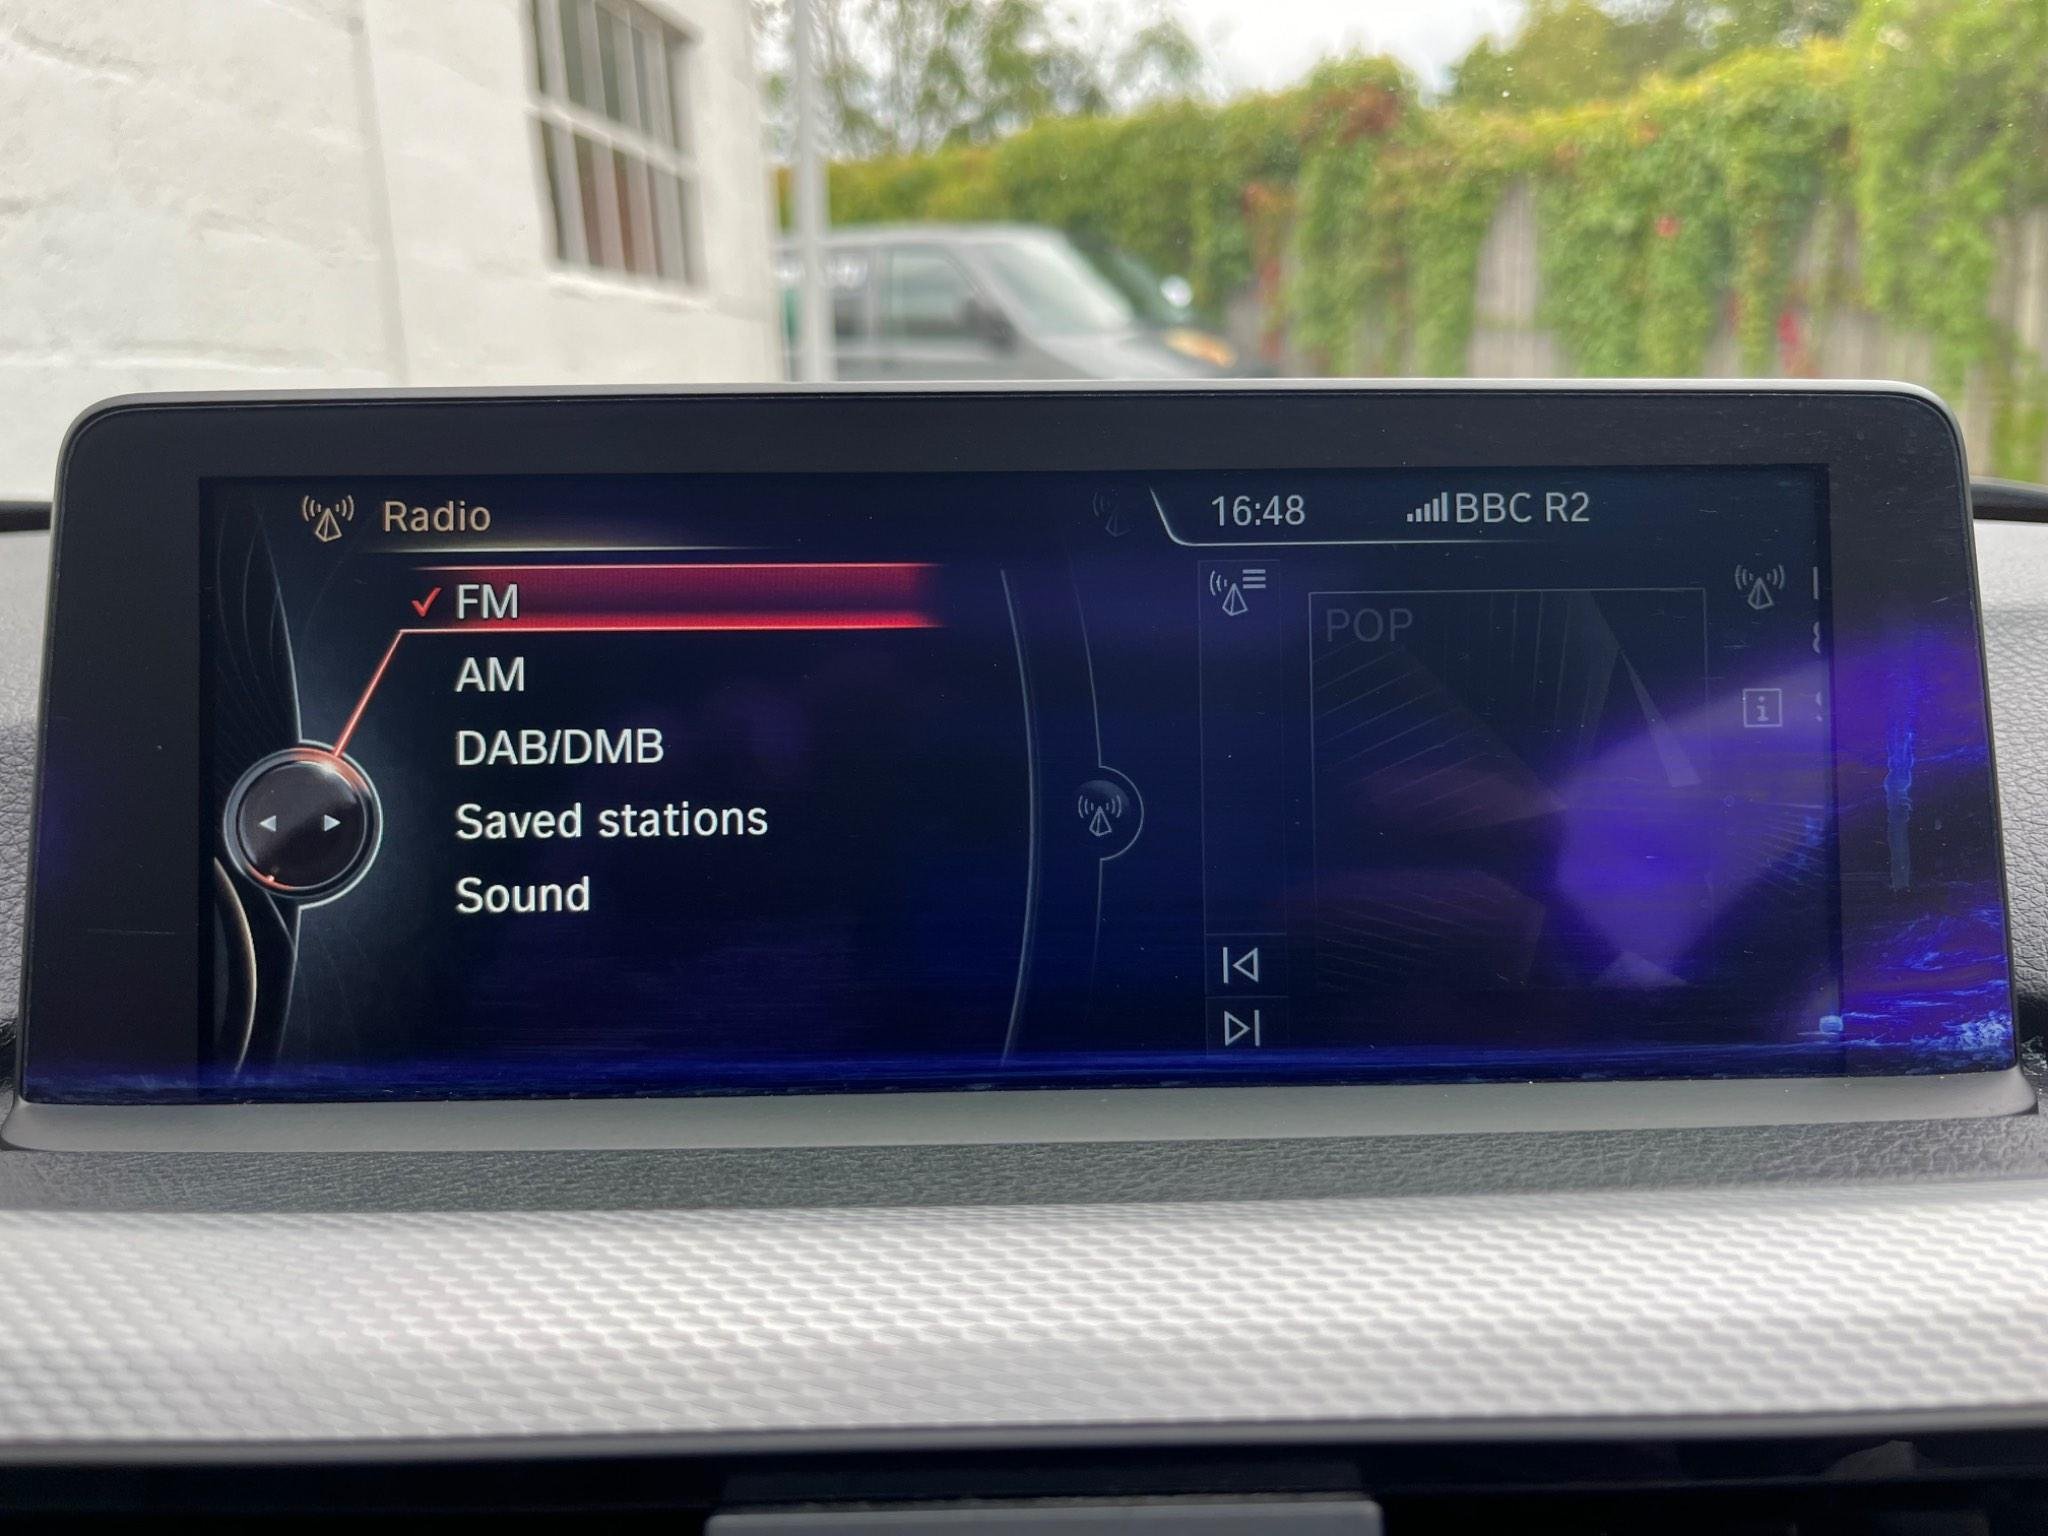 Radio
16:48 BBC R2
✓ FM
AM
DAB/DMB
Saved stations
Sound
POP